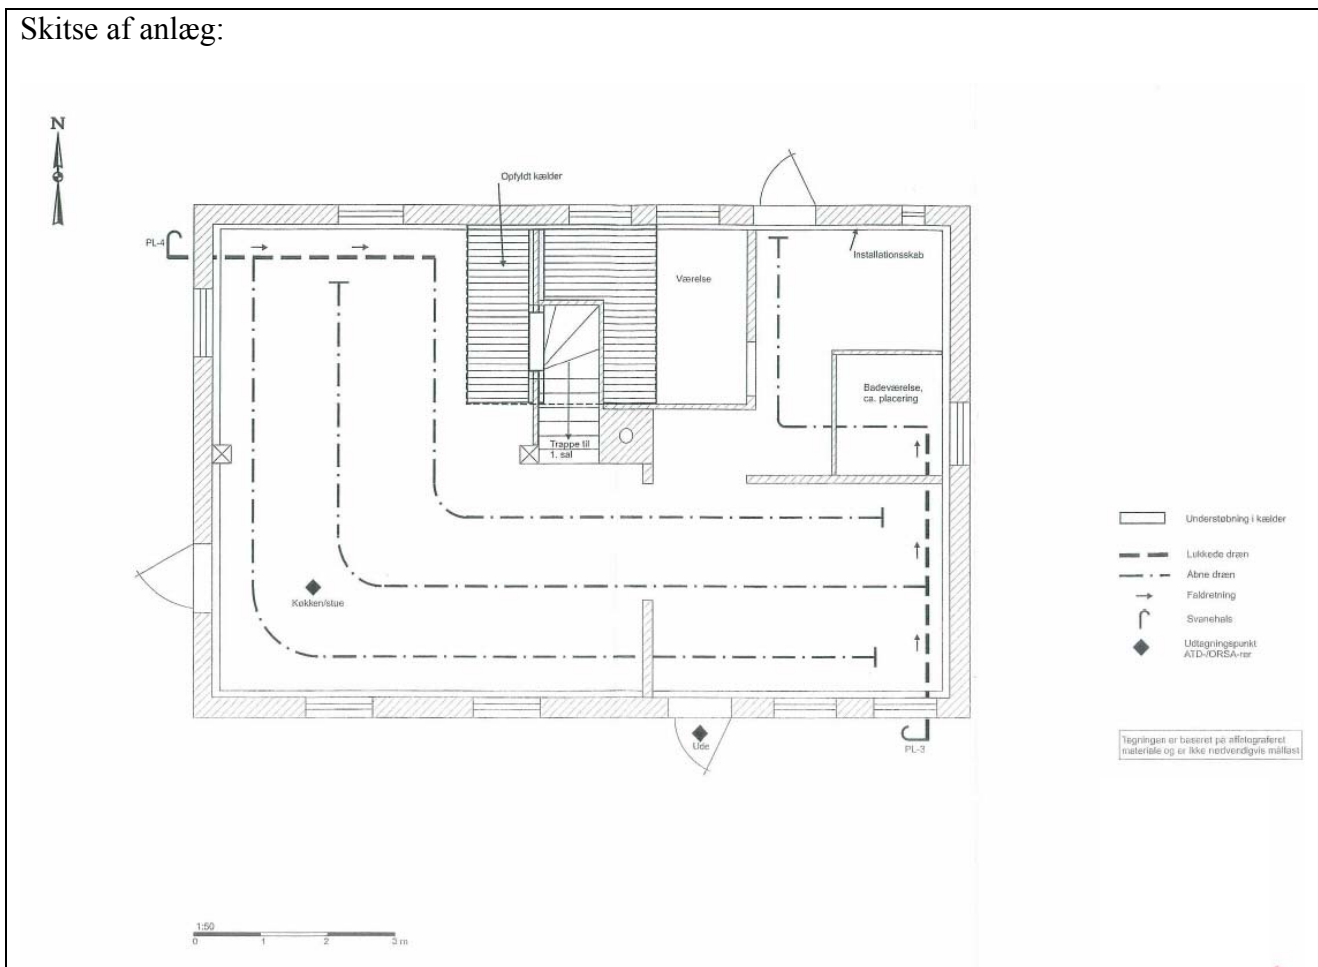 Skitse af anlæg:
N
Opfyldt kælder
PL-4
Værelse
Installationsskab
Badeværelse,
ca. placering
Trappe til
1. sal
Køkken/stue
Ude
PL-3
Understøbning i kælder
Lukkede dræn
Åbne dræn
Faldretning
Svanehals
Udtagningspunkt
ATD-/ORSA-rør
Tegningen er baseret på affotograferet
materiale og er ikke nødvendigvis målfast
1:50
0 1 2 3 m